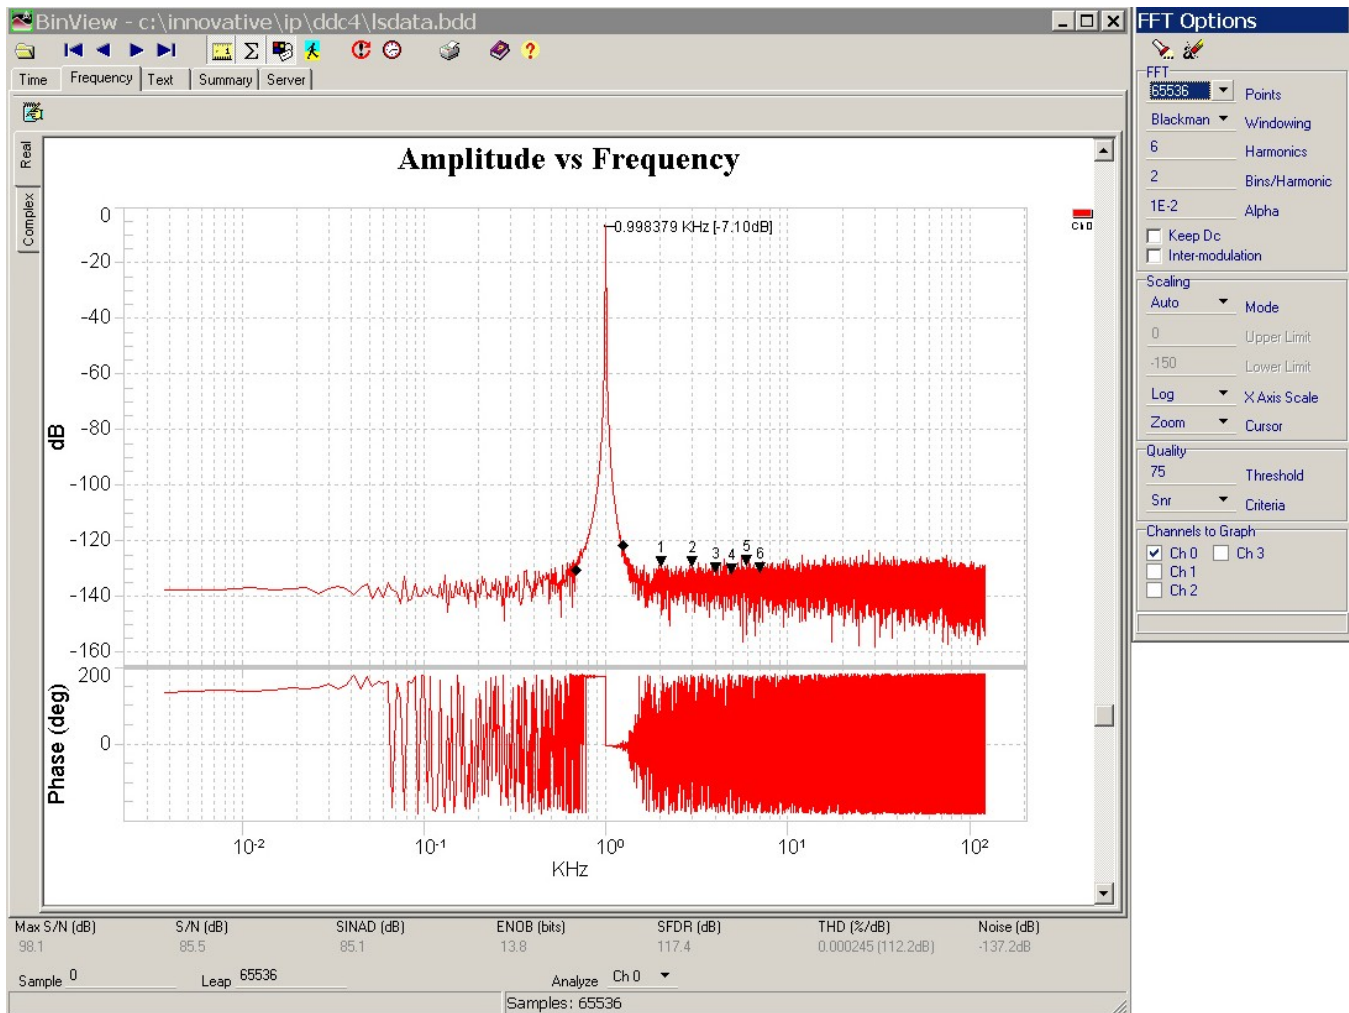 BinView - c:\innovative\ip\ddc4\lsdata.bdd
Time Frequency Text Summary Server
Real
Complex
Amplitude vs Frequency
0
-20
-40
-60
-80
-100
-120
-140
-160
dB
0.998379 KHz [-7.10dB]
Ch 0
1 2 3 4 5 6
200
0
Phase (deg)
10-2 10-1 100 101 102
KHz
Max S/N (dB) S/N (dB) SINAD (dB) ENOB (bits) SFDR (dB) THD (%/dB) Noise (dB)
98.1 85.5 85.1 13.8 117.4 0.000245 (112.2dB) -137.2dB
Sample 0 Leap 65536 Analyze Ch 0
Samples: 65536
FFT Options
FFT
65536 Points
Blackman Windowing
6 Harmonics
2 Bins/Harmonic
1E-2 Alpha
Keep Dc
Inter-modulation
Scaling
Auto Mode
0 Upper Limit
-150 Lower Limit
Log X Axis Scale
Zoom Cursor
Quality
75 Threshold
Snr Criteria
Channels to Graph
Ch 0 Ch 3
Ch 1
Ch 2